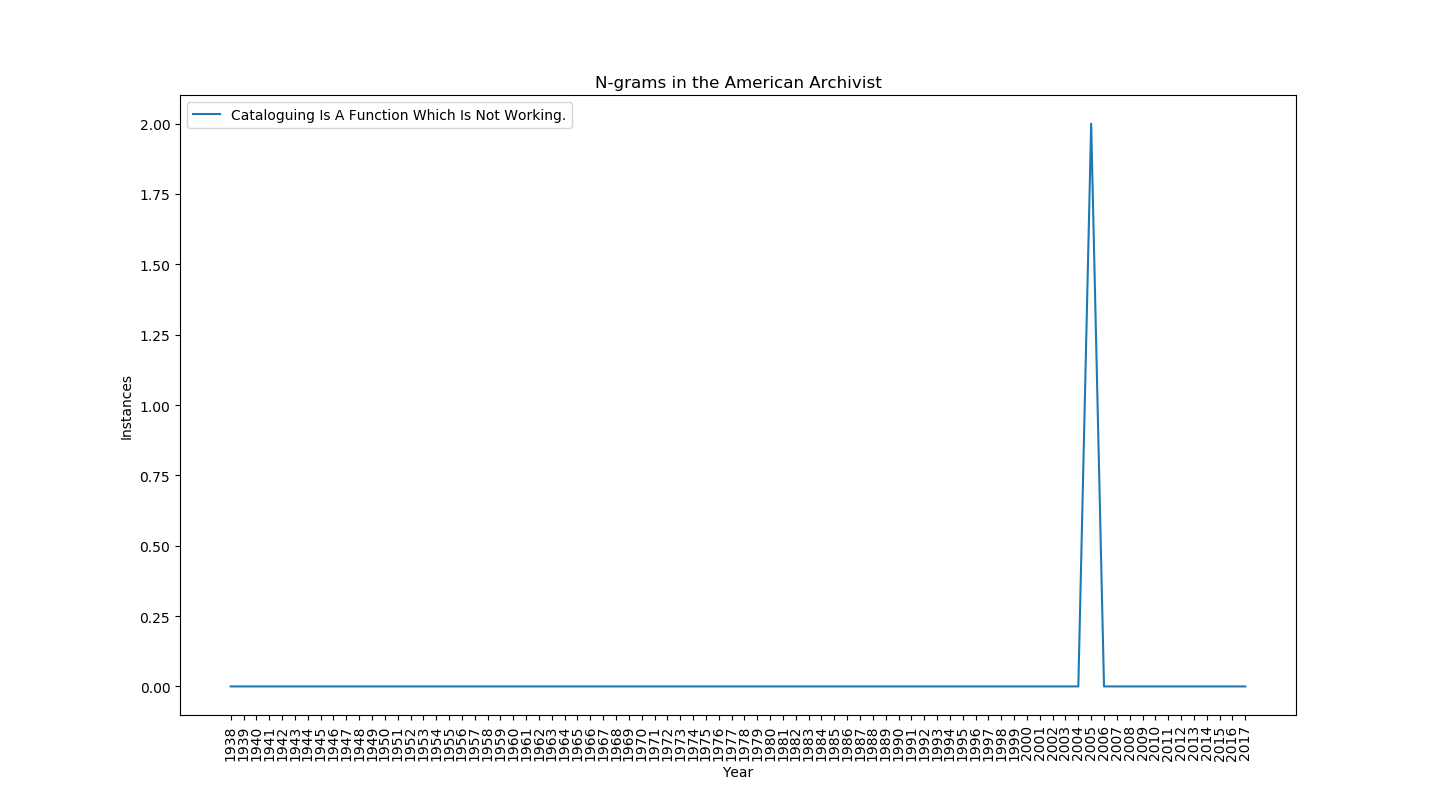 N-grams in the American Archivist
Cataloguing Is A Function Which Is Not Working.
2.00
1.75
1.50
1.25
1.00
0.75
0.50
0.25
0.00
Instances
1938 1939 1940 1941 1942 1943 1944 1945 1946 1947 1948 1949 1950 1951 1952 1953 1954 1955 1956 1957 1958 1959 1960 1961 1962 1963 1964 1965 1966 1967 1968 1969 1970 1971 1972 1973 1974 1975 1976 1977 1978 1979 1980 1981 1982 1983 1984 1985 1986 1987 1988 1989 1990 1991 1992 1993 1994 1995 1996 1997 1998 1999 2000 2001 2002 2003 2004 2005 2006 2007 2008 2009 2010 2011 2012 2013 2014 2015 2016 2017
Year